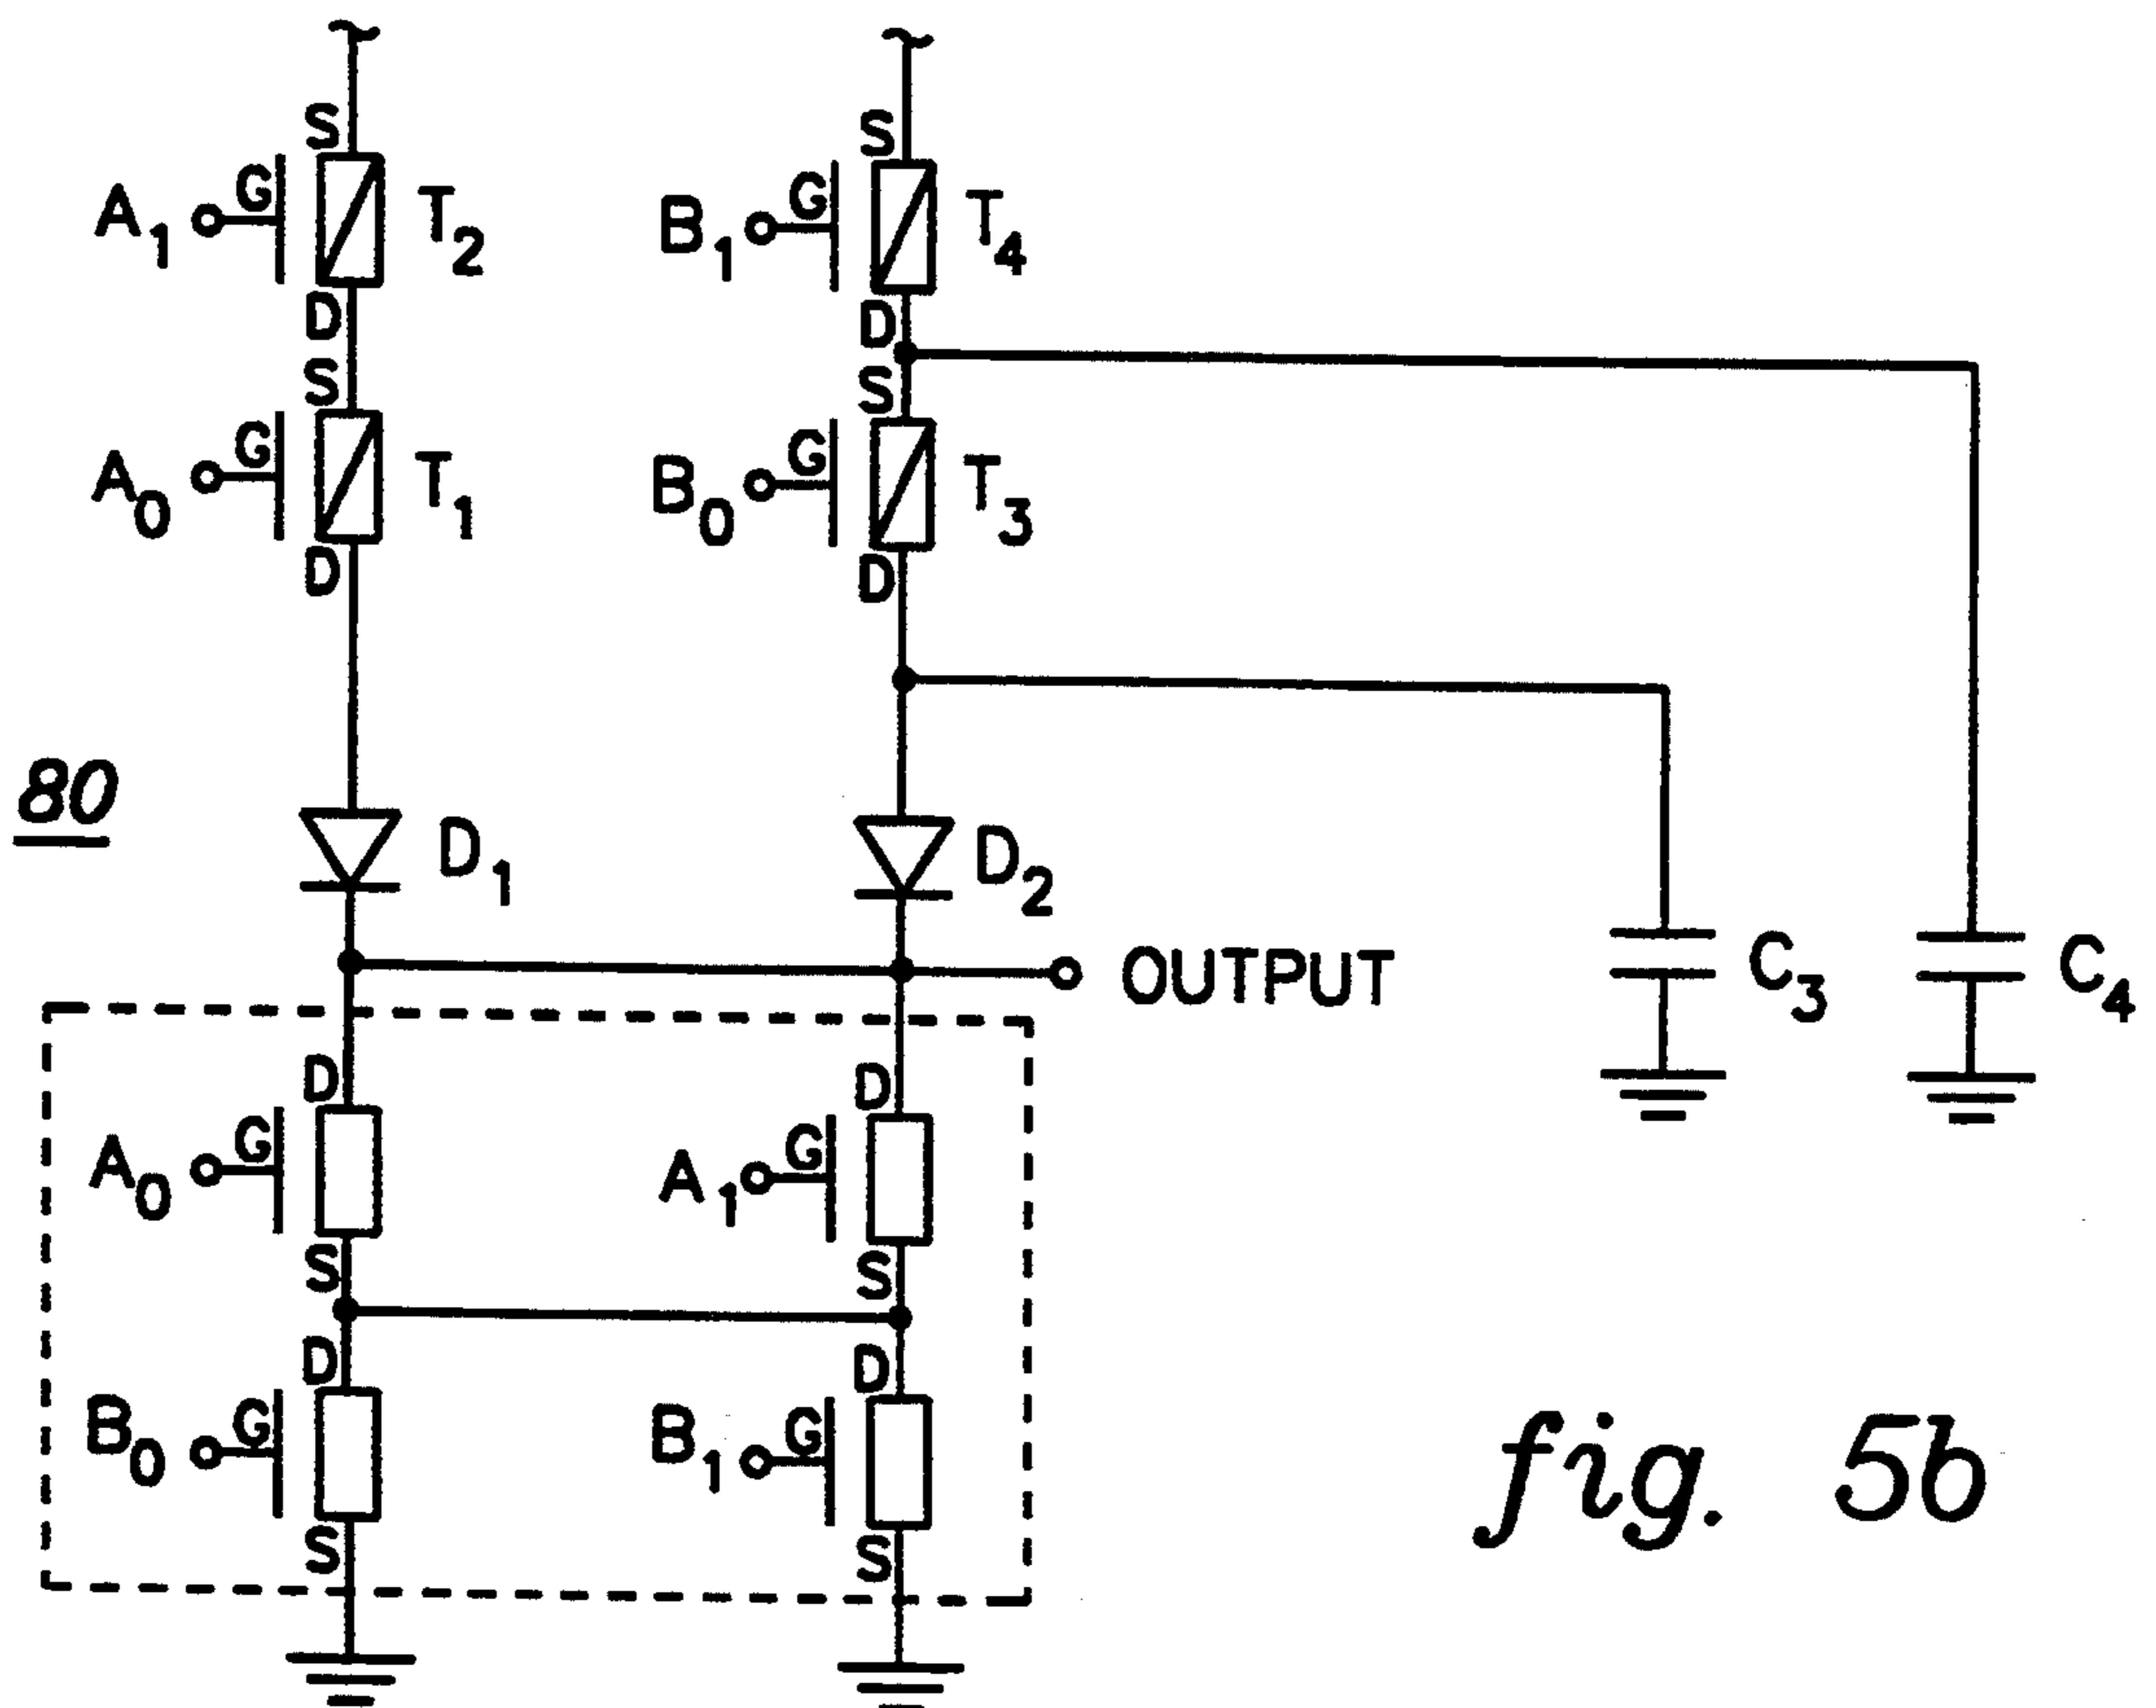 S S
A1 G T2 B1 G T4
D D
S S
A0 G T1 B0 G T3
D D
80
D1 D2
OUTPUT C3 C4
D D
A0 G A1 G
S S
D D
B0 G B1 G
S S
fig. 5b